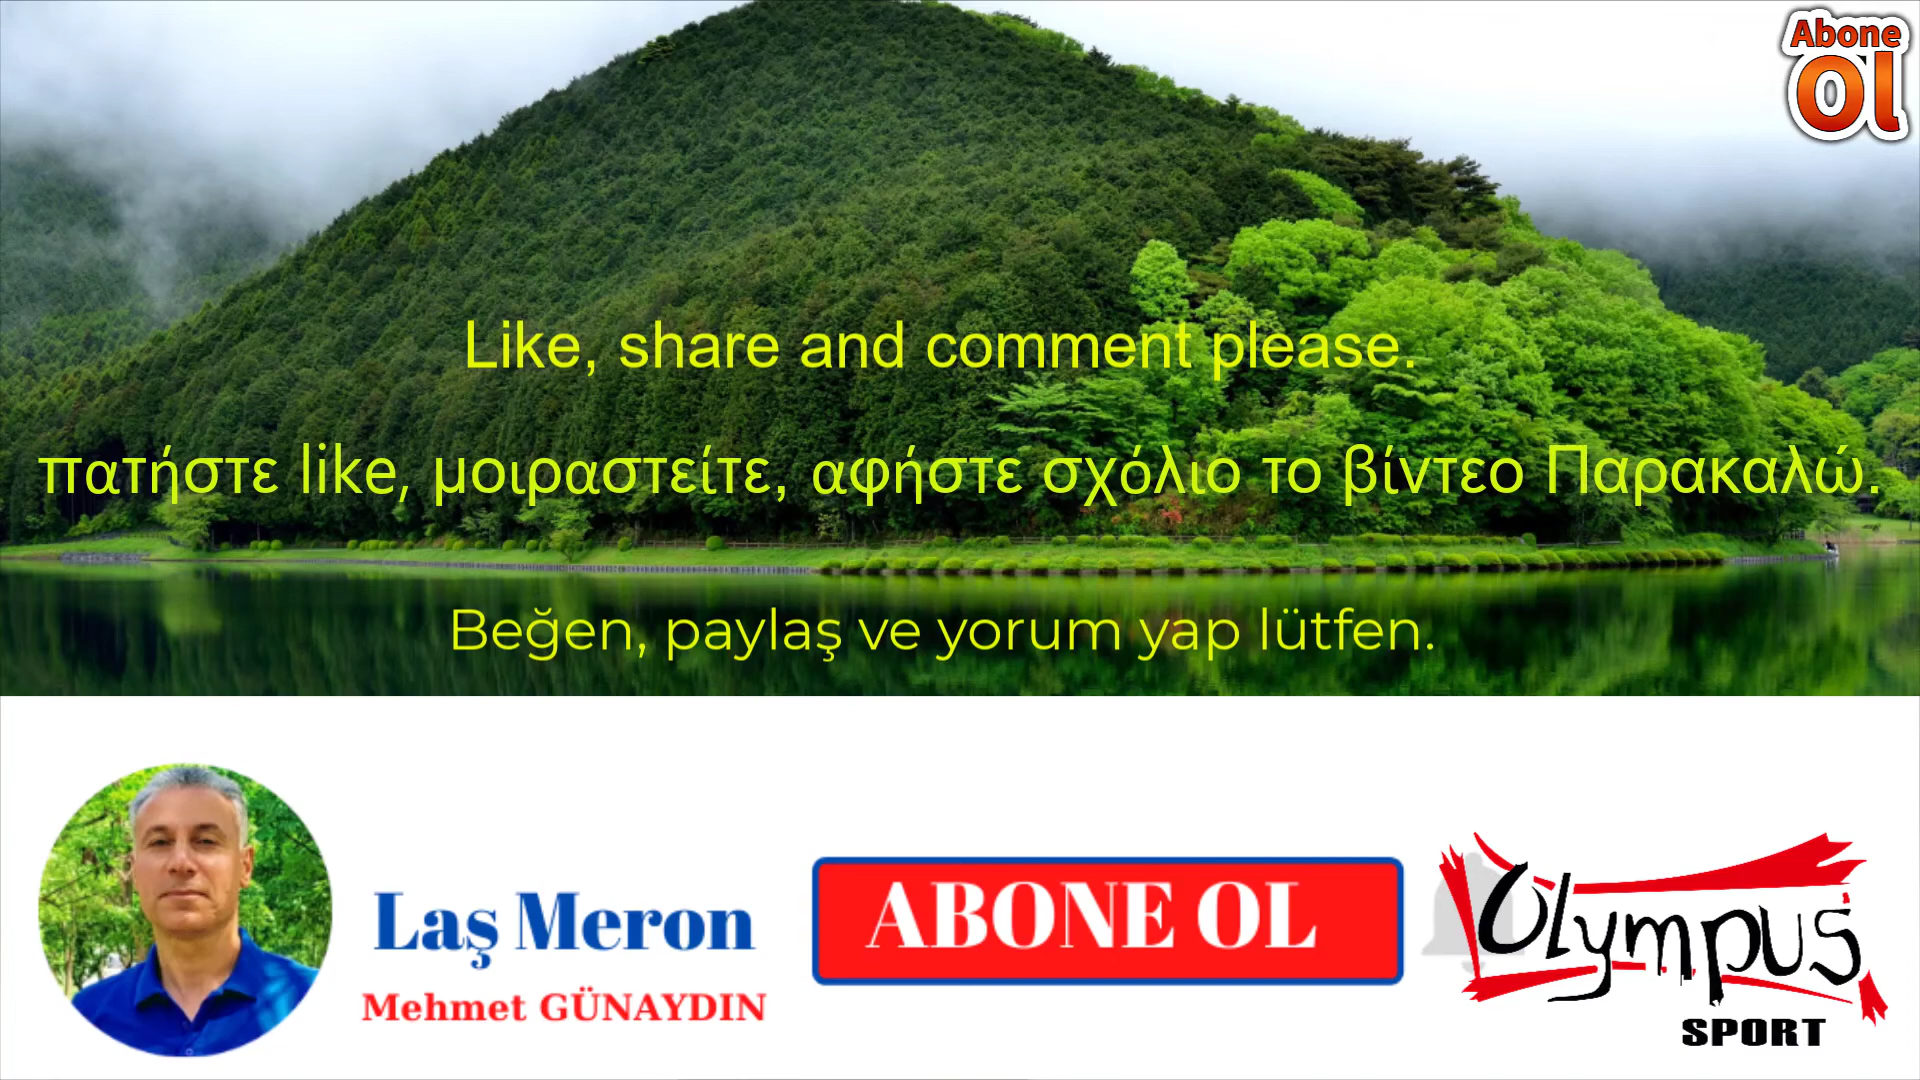 Abone
Ol
Like, share and comment please.
πατήστε like, μοιραστείτε, αφήστε σχόλιο το βίντεο Παρακαλώ.
Beğen, paylaş ve yorum yap lütfen.
Laş Meron
Mehmet GÜNAYDIN
ABONE OL
OLympus
SPORT